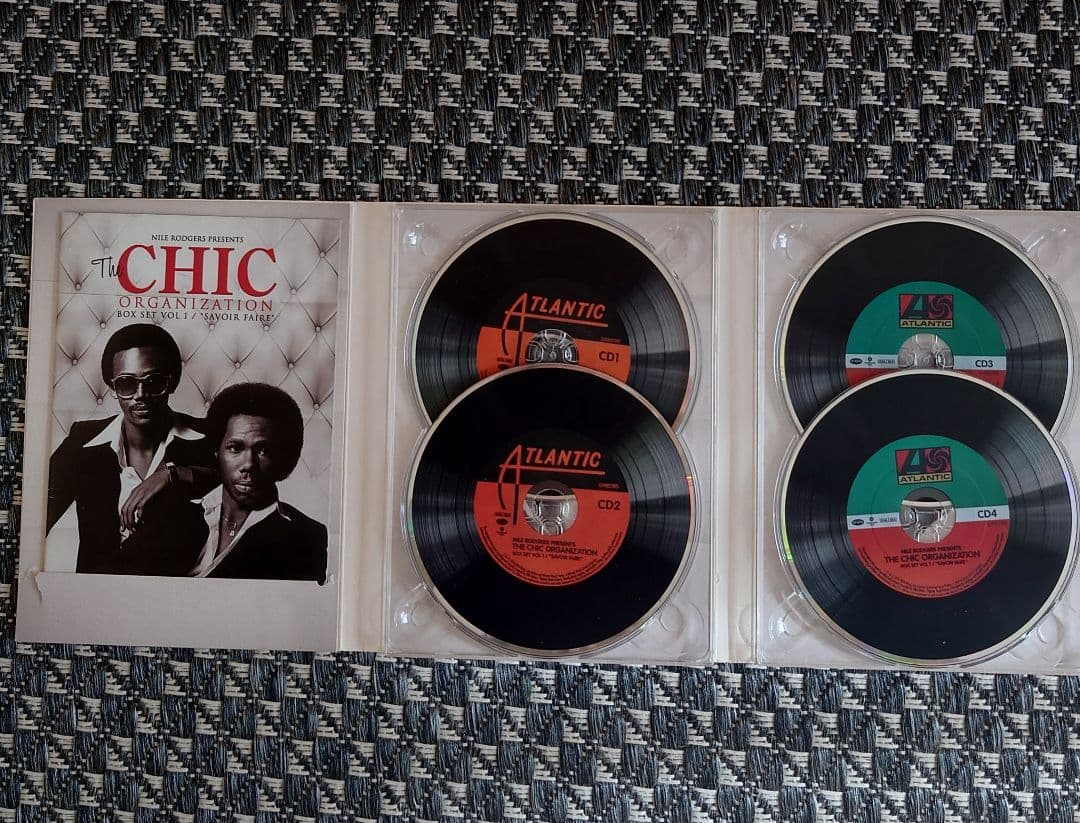 NILE RODGERS PRESENTS
The CHIC
ORGANIZATION
BOX SET VOL 1 / "SAVOIR FAIRE"
ATLANTIC
CD1
ATLANTIC
CD2
NILE RODGERS PRESENTS
THE CHIC ORGANIZATION
BOX SET VOL 1 / "SAVOIR FAIRE"
ATLANTIC
CD3
ATLANTIC
CD4
NILE RODGERS PRESENTS
THE CHIC ORGANIZATION
BOX SET VOL 1 / "SAVOIR FAIRE"